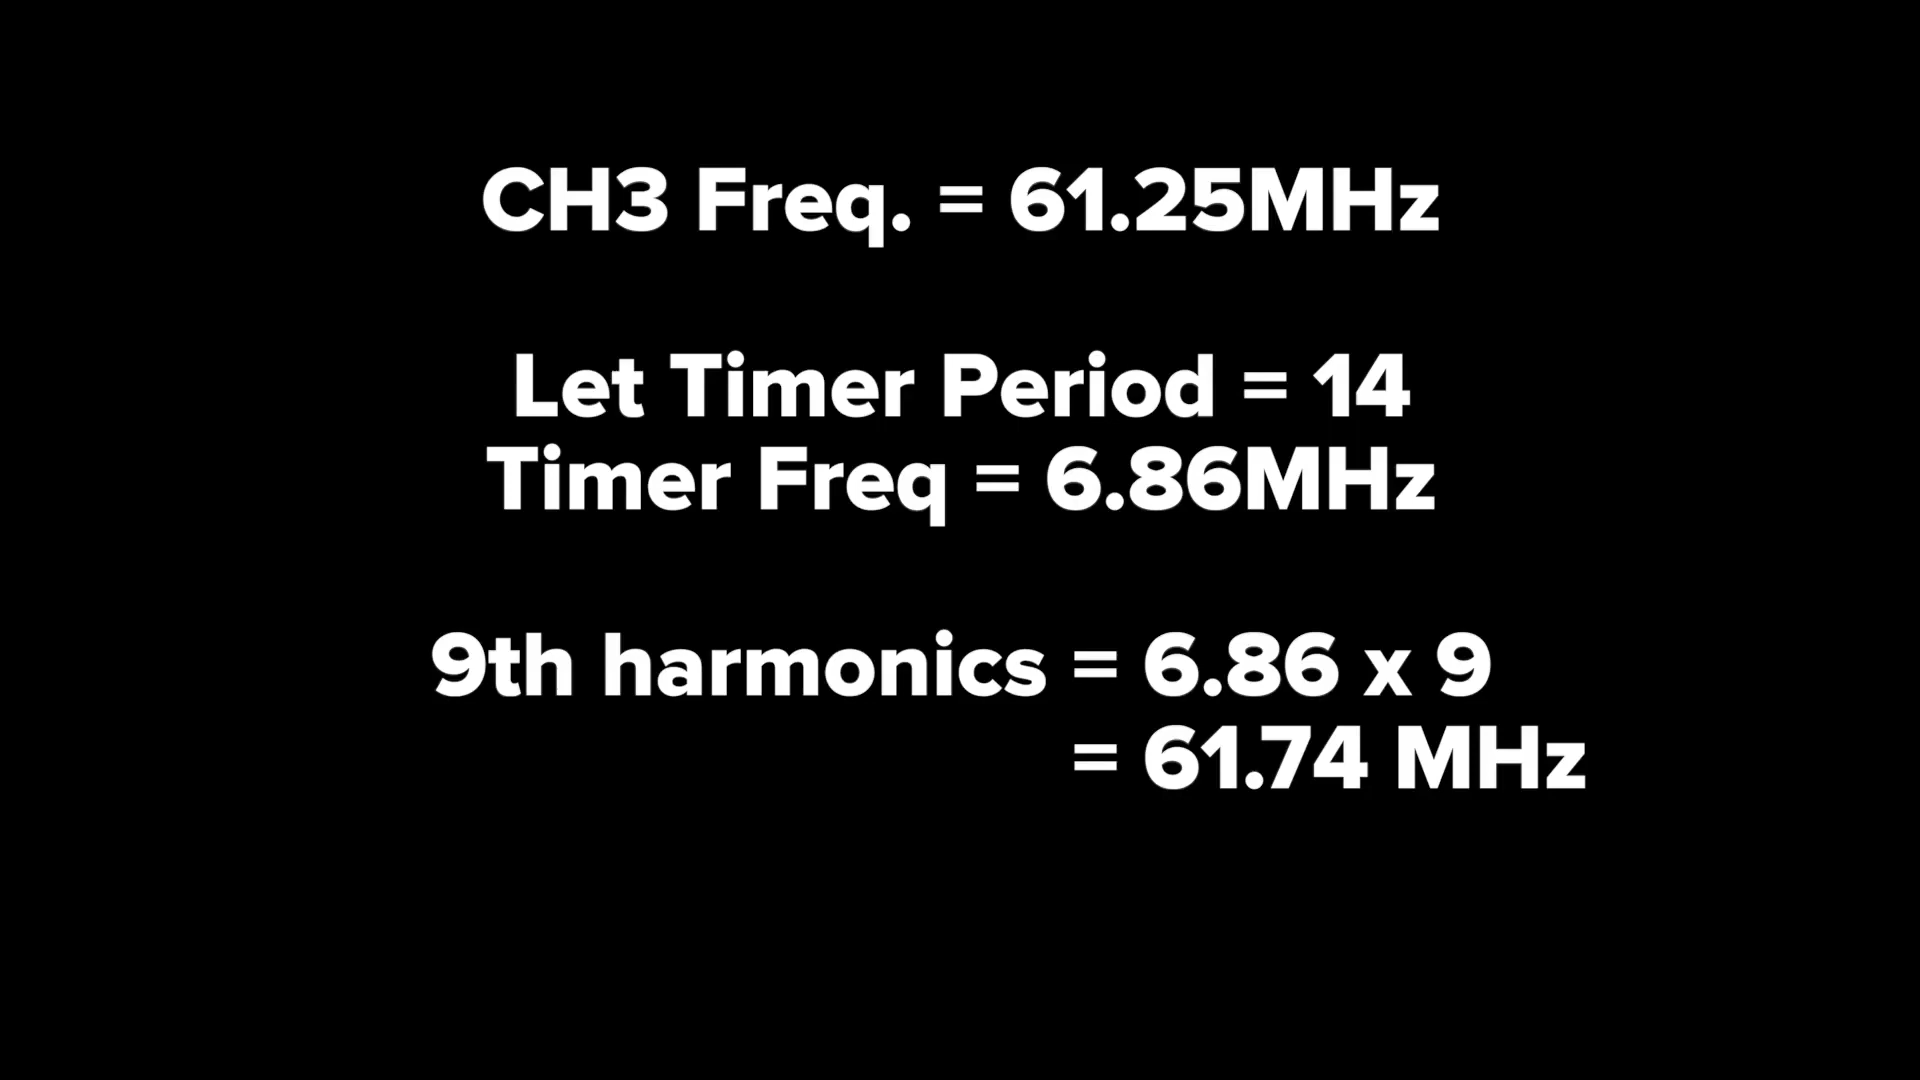 CH3 Freq. = 61.25MHz
Let Timer Period = 14
Timer Freq = 6.86MHz
9th harmonics = 6.86 x 9
= 61.74 MHz